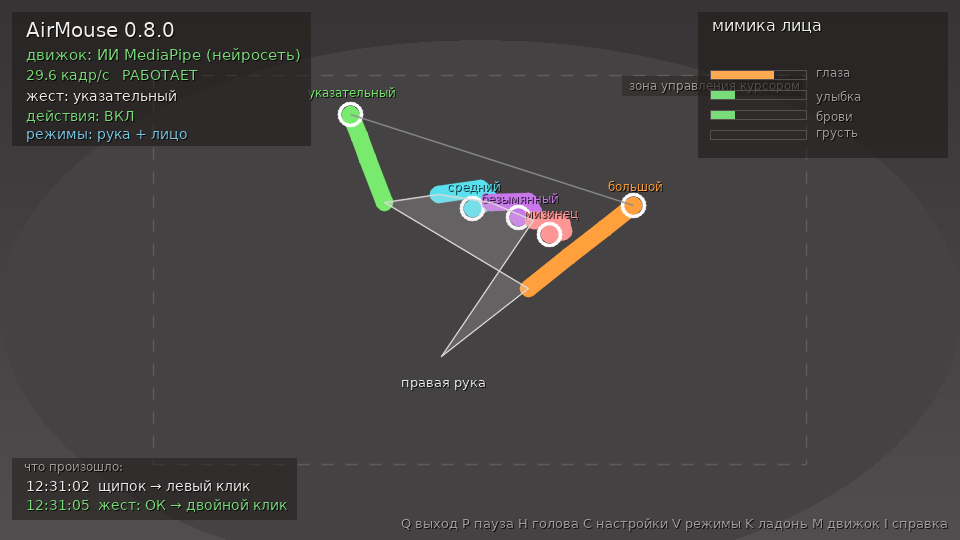 AirMouse 0.8.0
движок: ИИ MediaPipe (нейросеть)
29.6 кадр/с РАБОТАЕТ
жест: указательный
действия: ВКЛ
режимы: рука + лицо
мимика лица
глаза
улыбка
брови
грусть
зона управления курсором
указательный
средний
безымянный
мизинец
большой
правая рука
что произошло:
12:31:02 щипок → левый клик
12:31:05 жест: ОК → двойной клик
Q выход P пауза H голова C настройки V режимы K ладонь M движок I справка